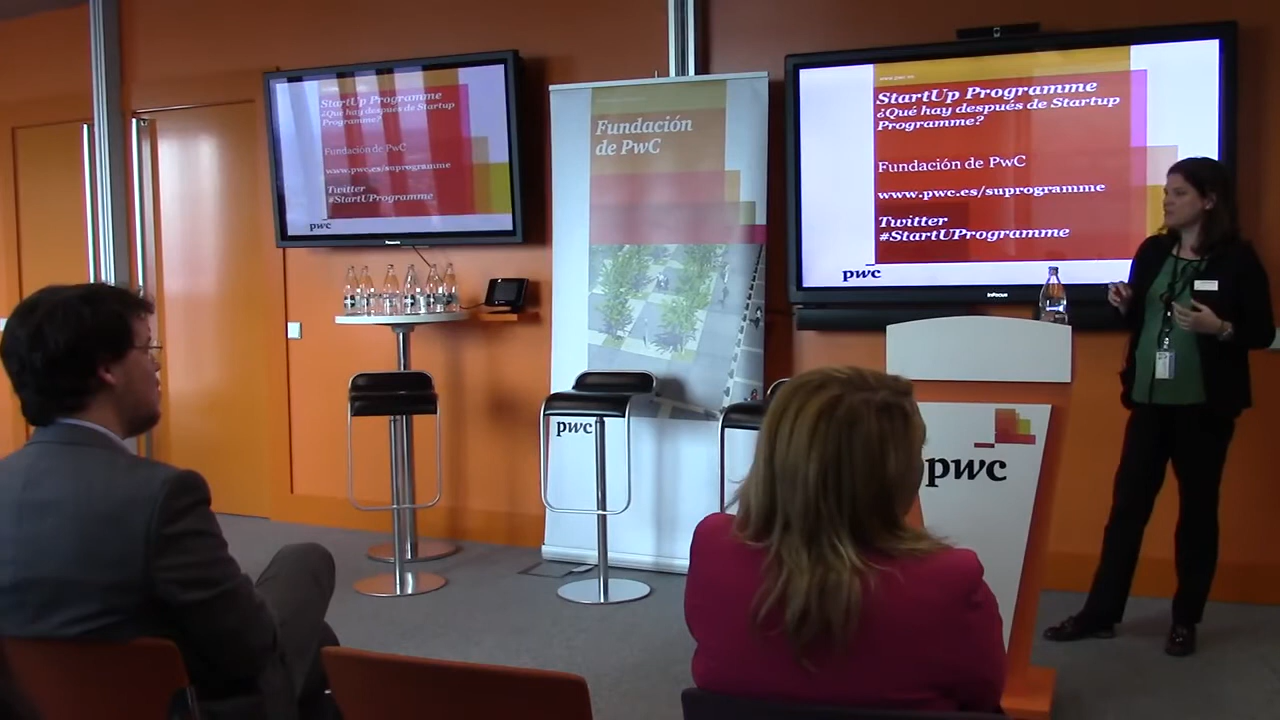 StartUp Programme
¿Qué hay después de Startup
Programme?
Fundación de PwC
www.pwc.es/suprogramme
Twitter
#StartUProgramme
pwc
Panasonic
Fundación
de PwC
pwc
www.pwc.es
StartUp Programme
¿Qué hay después de Startup
Programme?
Fundación de PwC
www.pwc.es/suprogramme
Twitter
#StartUProgramme
pwc
InFocus
pwc